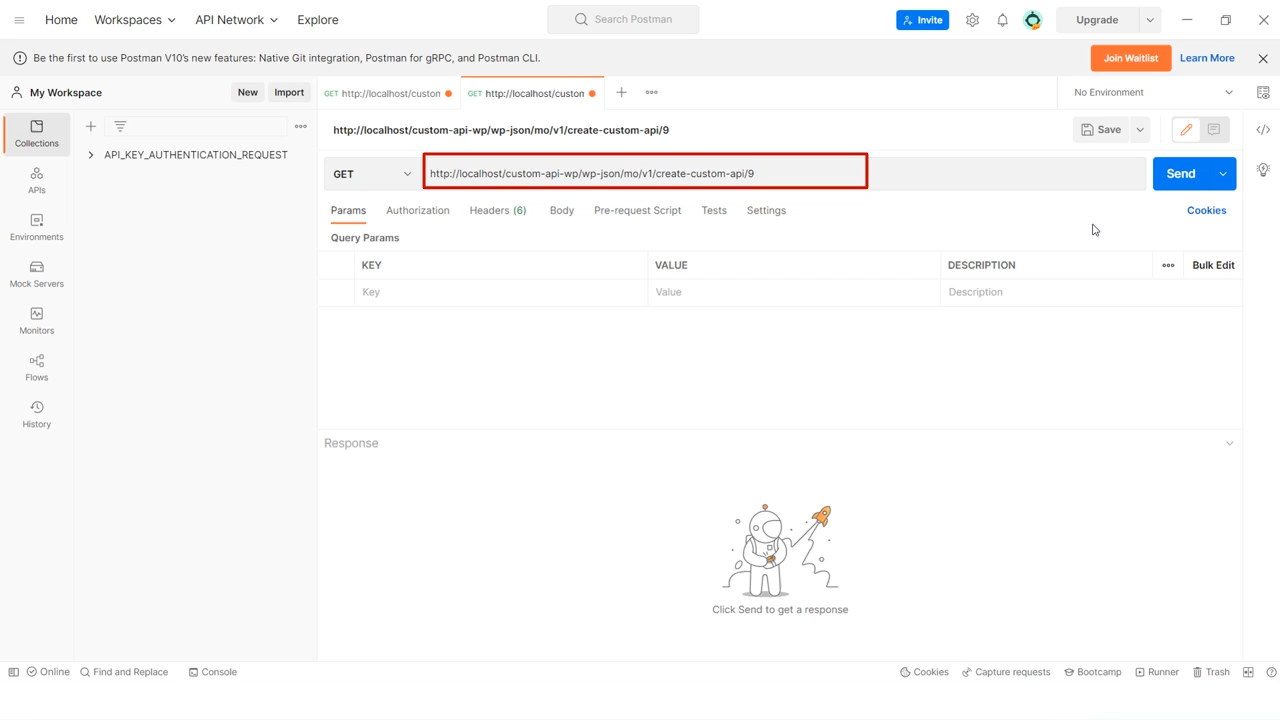 Home Workspaces API Network Explore Search Postman Invite Upgrade
Be the first to use Postman V10's new features: Native Git integration, Postman for gRPC, and Postman CLI. Join Waitlist Learn More
My Workspace New Import GET http://localhost/custom GET http://localhost/custom No Environment
Collections
APIs
Environments
Mock Servers
Monitors
Flows
History
API_KEY_AUTHENTICATION_REQUEST
http://localhost/custom-api-wp/wp-json/mo/v1/create-custom-api/9 Save
GET http://localhost/custom-api-wp/wp-json/mo/v1/create-custom-api/9 Send
Params Authorization Headers (6) Body Pre-request Script Tests Settings Cookies
Query Params
KEY VALUE DESCRIPTION Bulk Edit
Key Value Description
Response
Click Send to get a response
Online Find and Replace Console Cookies Capture requests Bootcamp Runner Trash